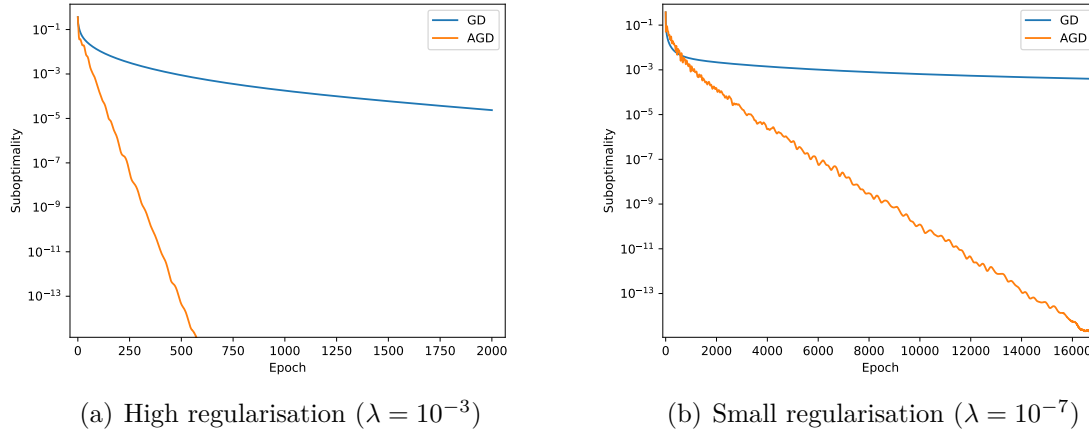 GD
AGD
10⁻¹
10⁻³
10⁻⁵
10⁻⁷
10⁻⁹
10⁻¹¹
10⁻¹³
Suboptimality
0 250 500 750 1000 1250 1500 1750 2000
Epoch
(a) High regularisation (λ = 10⁻³)
GD
AGD
10⁻¹
10⁻³
10⁻⁵
10⁻⁷
10⁻⁹
10⁻¹¹
10⁻¹³
Suboptimality
0 2000 4000 6000 8000 10000 12000 14000 16000
Epoch
(b) Small regularisation (λ = 10⁻⁷)